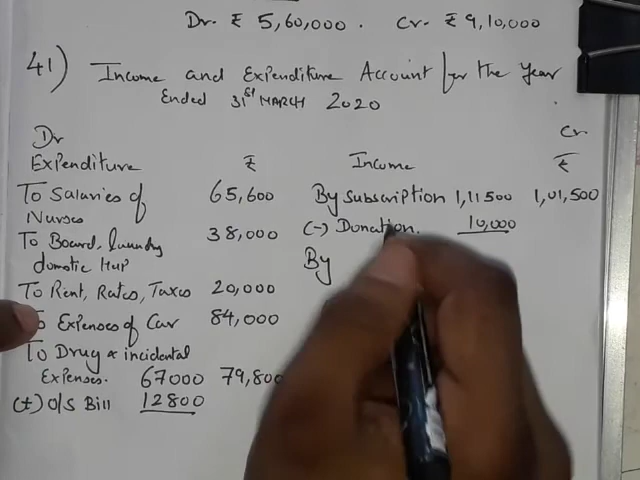 Dr. ₹ 5,60,000. Cr. ₹ 9,10,000
41) Income and Expenditure Account for the Year
Ended 31st MARCH 2020
Dr Cr.
Expenditure ₹ Income ₹
To Salaries of 65,600 By Subscription 1,11500 1,01,500
Nurses (-) Donation. 10,000
To Board, laundry 38,000 By
domotic Help
To Rent, Rates, Taxes 20,000
Expenses of Car 84,000
To Drug & incidental
Expenses. 67000 79,800
(+) O/S Bill 12800